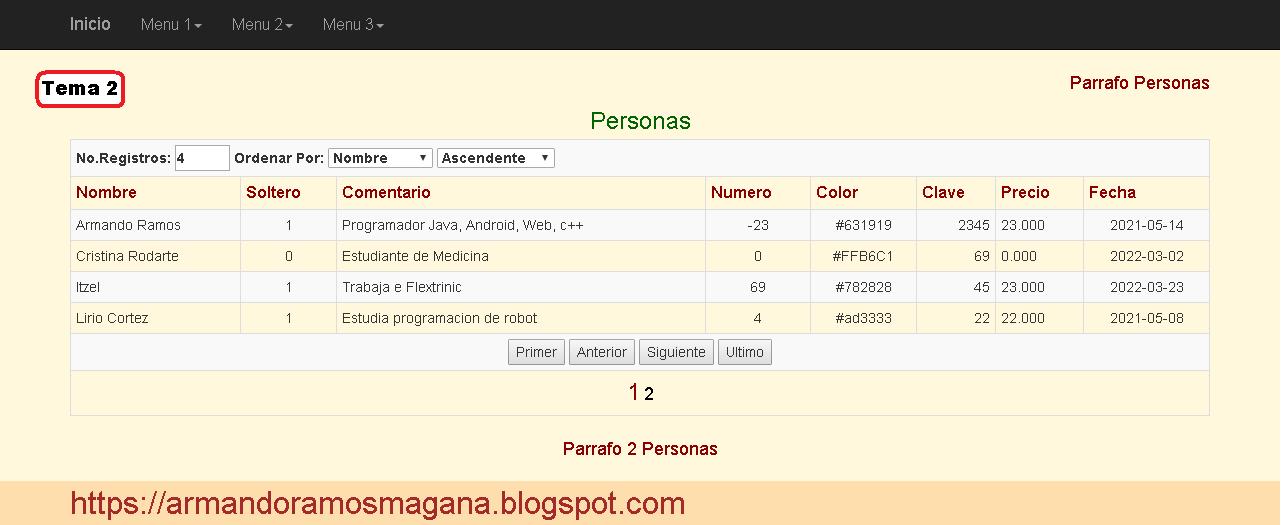 Inicio Menu 1 Menu 2 Menu 3
Tema 2
Parrafo Personas
Personas
No.Registros: 4 Ordenar Por: Nombre Ascendente
Nombre Soltero Comentario Numero Color Clave Precio Fecha
Armando Ramos 1 Programador Java, Android, Web, c++ -23 #631919 2345 23.000 2021-05-14
Cristina Rodarte 0 Estudiante de Medicina 0 #FFB6C1 69 0.000 2022-03-02
Itzel 1 Trabaja e Flextrinic 69 #782828 45 23.000 2022-03-23
Lirio Cortez 1 Estudia programacion de robot 4 #ad3333 22 22.000 2021-05-08
Primer Anterior Siguiente Ultimo
1 2
Parrafo 2 Personas
https://armandoramosmagana.blogspot.com